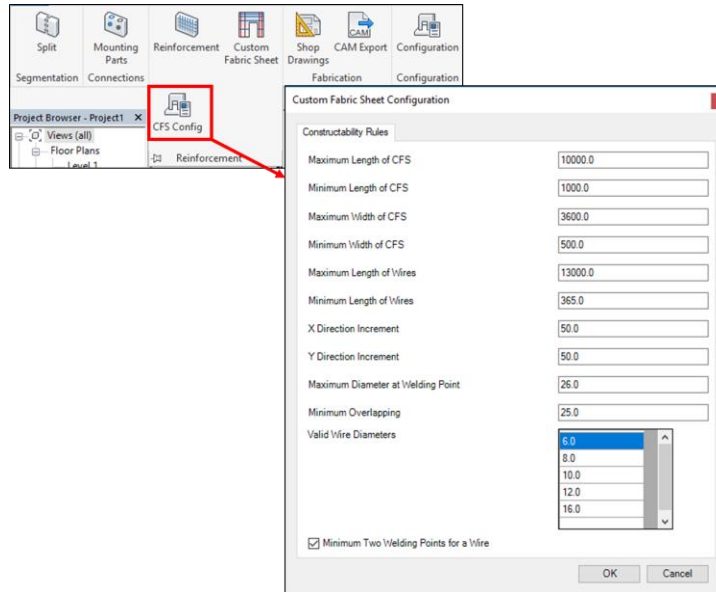 Split
Mounting Parts
Reinforcement
Custom Fabric Sheet
Shop Drawings
CAM
CAM Export
Configuration
Segmentation
Connections
Fabrication
Configuration
CFS Config
Reinforcement
Project Browser - Project1
Views (all)
Floor Plans
Level 1
Custom Fabric Sheet Configuration
Constructability Rules
Maximum Length of CFS 10000.0
Minimum Length of CFS 1000.0
Maximum Width of CFS 3600.0
Minimum Width of CFS 500.0
Maximum Length of Wires 13000.0
Minimum Length of Wires 365.0
X Direction Increment 50.0
Y Direction Increment 50.0
Maximum Diameter at Welding Point 26.0
Minimum Overlapping 25.0
Valid Wire Diameters
6.0
8.0
10.0
12.0
16.0
Minimum Two Welding Points for a Wire
OK Cancel